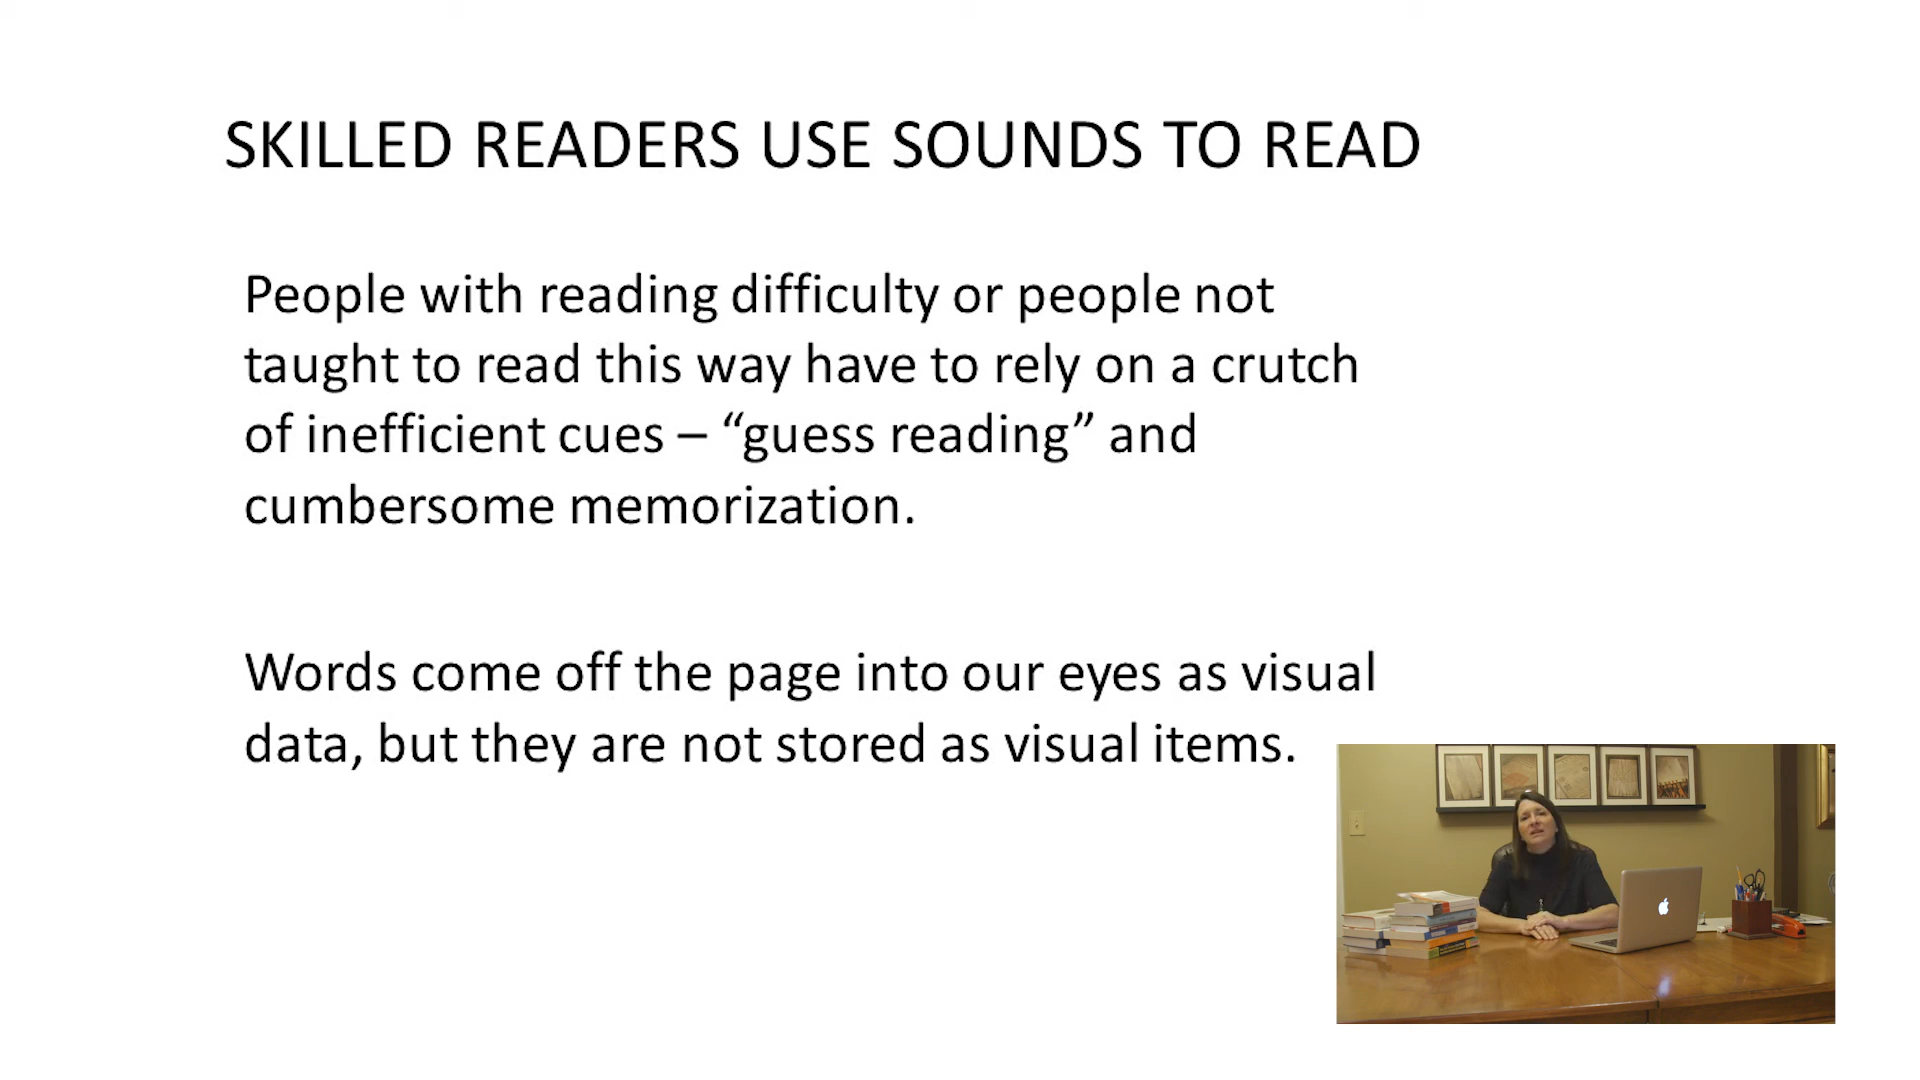 SKILLED READERS USE SOUNDS TO READ
People with reading difficulty or people not
taught to read this way have to rely on a crutch
of inefficient cues – “guess reading” and
cumbersome memorization.
Words come off the page into our eyes as visual
data, but they are not stored as visual items.